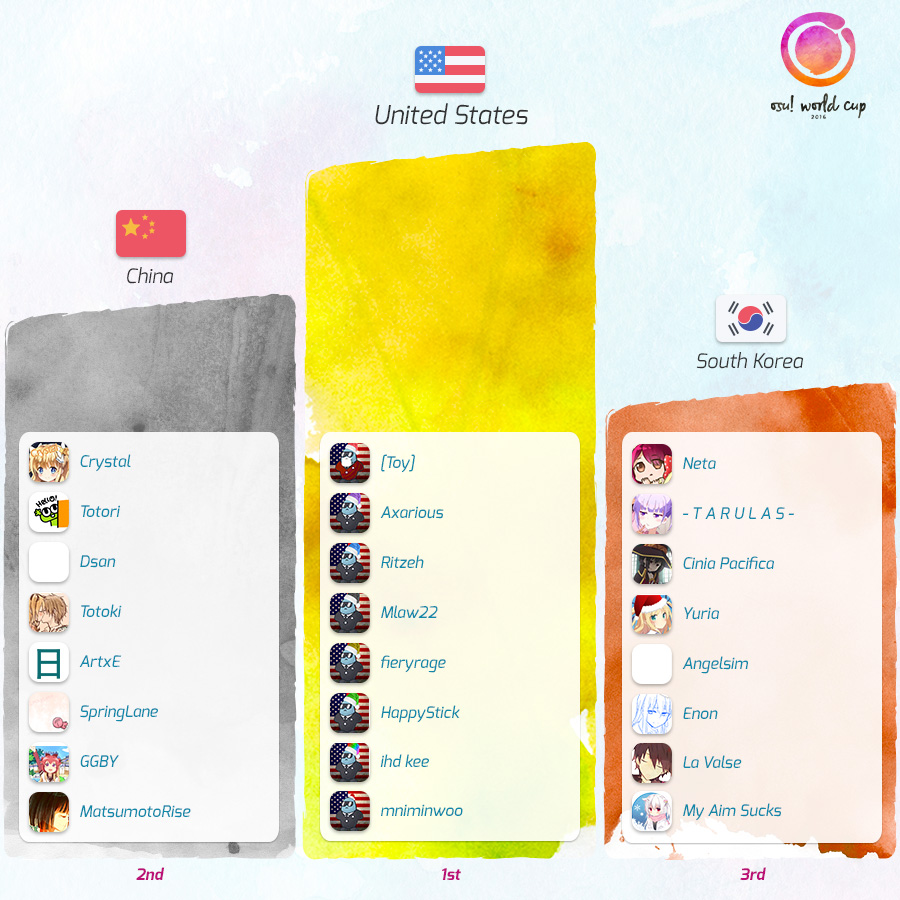 osu! world cup
2016
United States
China
South Korea
Crystal
Totori
Dsan
Totoki
ArtxE
SpringLane
GGBY
MatsumotoRise
[Toy]
Axarious
Ritzeh
Mlaw22
fieryrage
HappyStick
ihd kee
mniminwoo
Neta
- T A R U L A S -
Cinia Pacifica
Yuria
Angelsim
Enon
La Valse
My Aim Sucks
HELLO!
日
2nd
1st
3rd